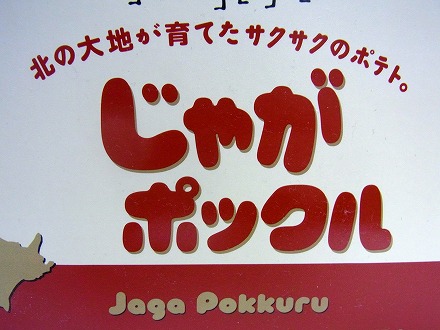 北の大地が育てたサクサクのポテト。
じゃが
ポックル
Jaga Pokkuru